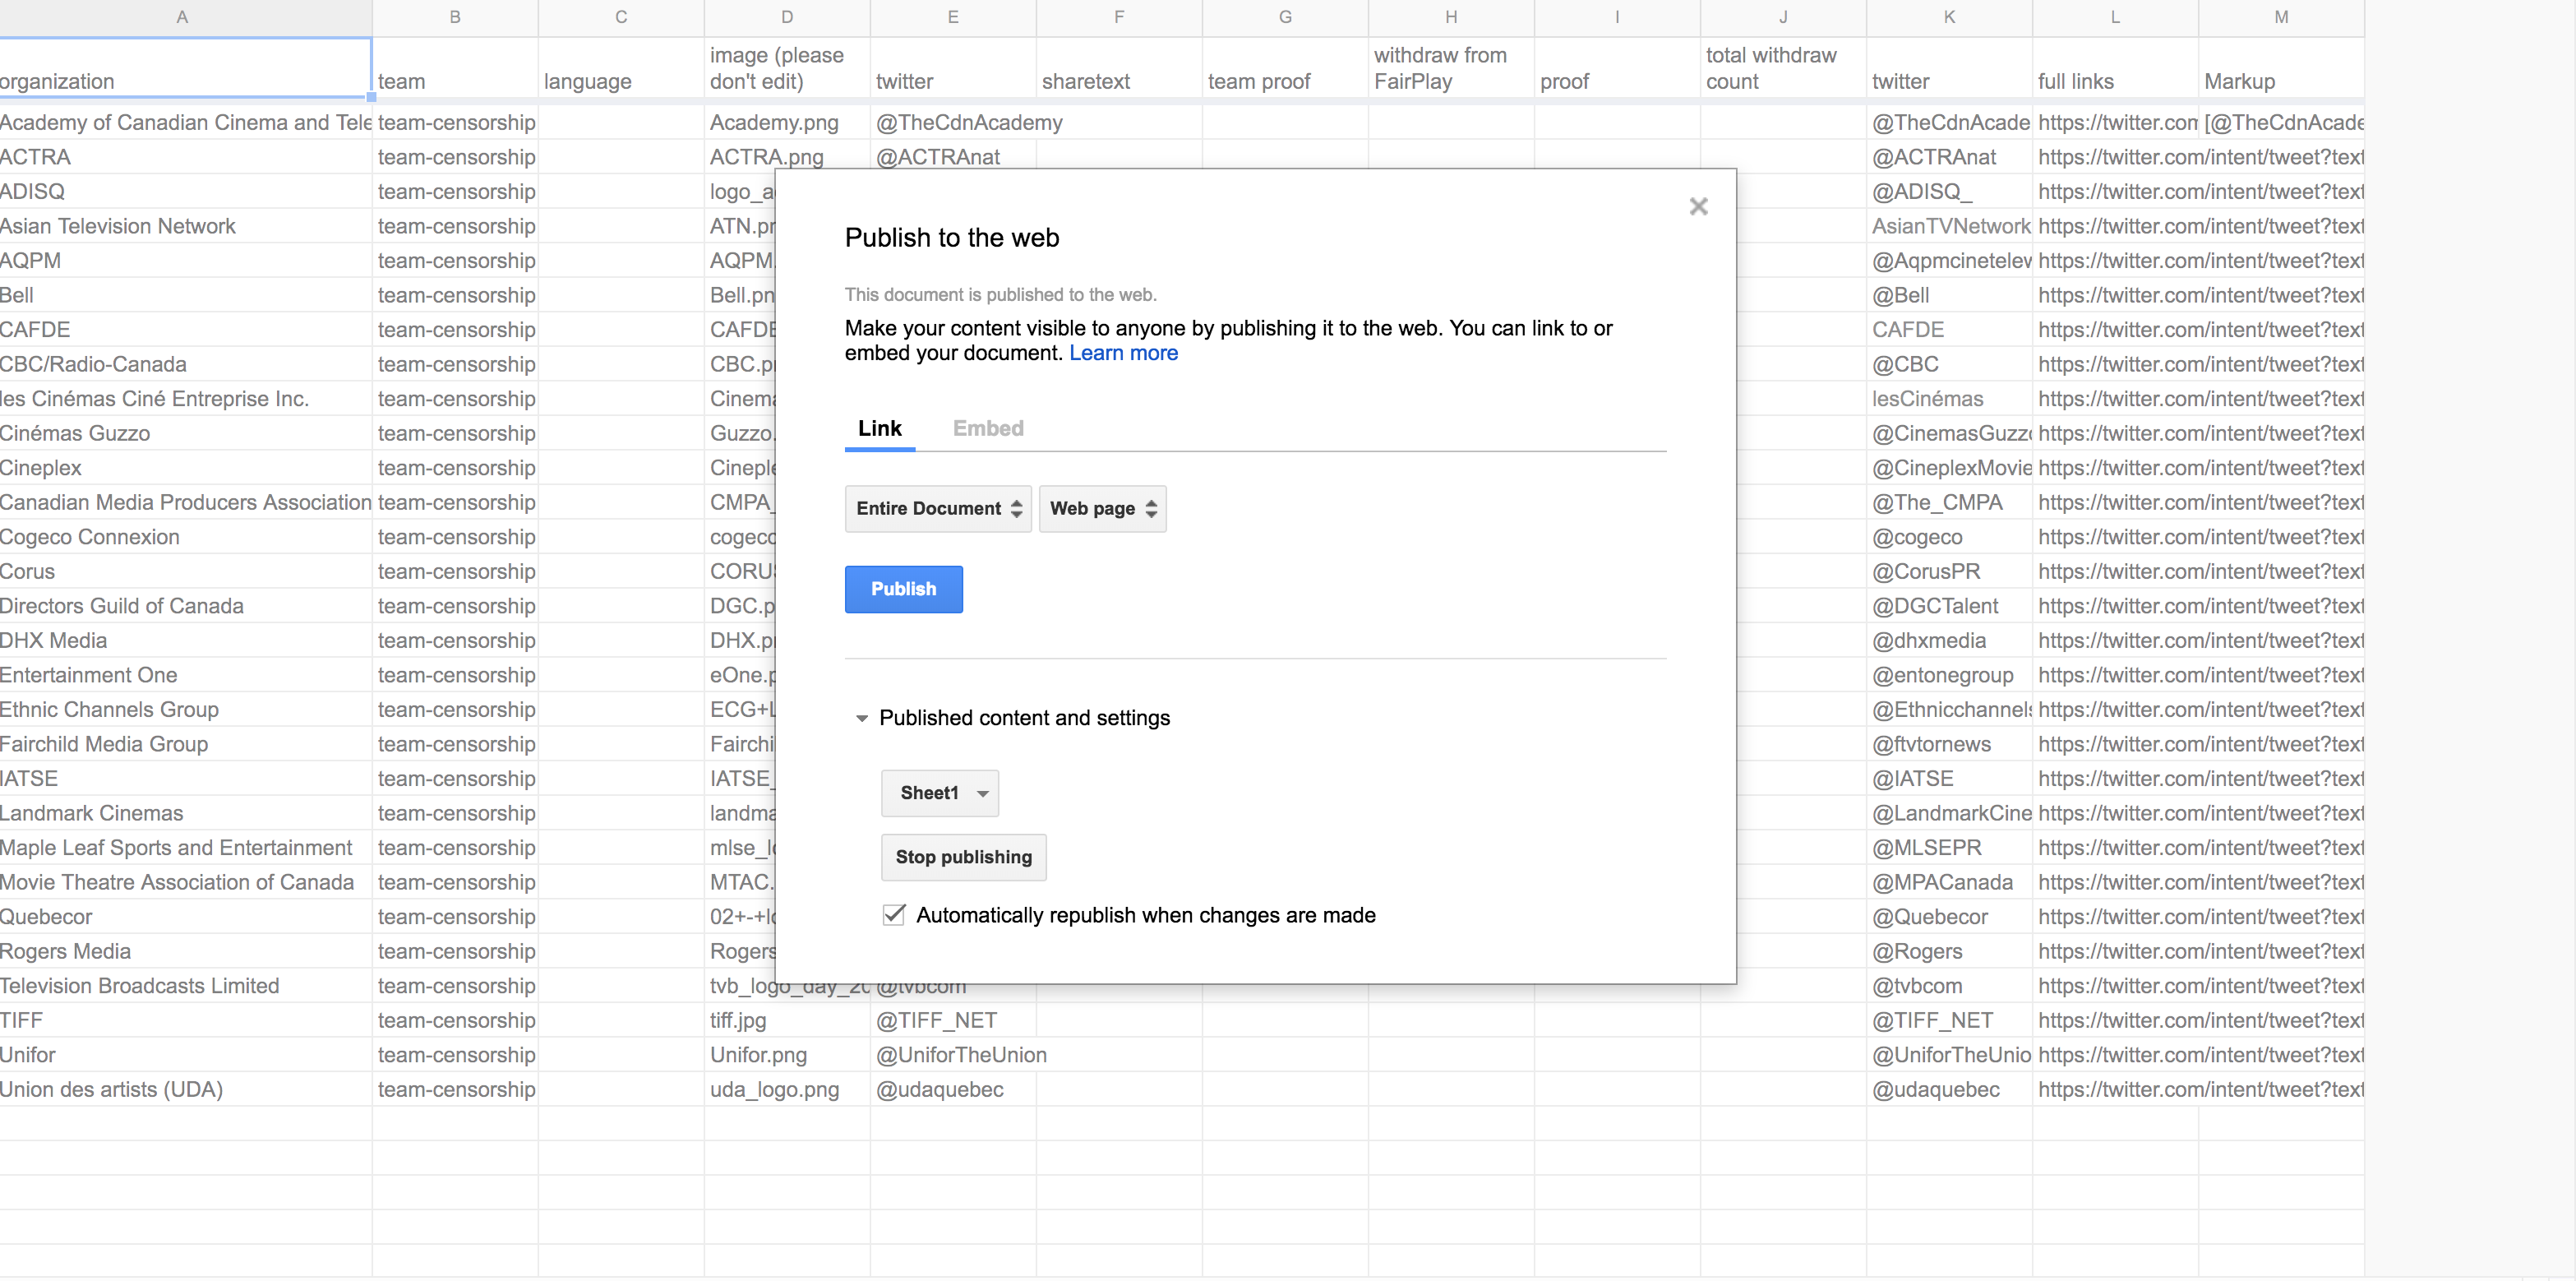 A B C D E F G H I J K L M
organization team language image (please don't edit) twitter sharetext team proof withdraw from FairPlay proof total withdraw count twitter full links Markup
Academy of Canadian Cinema and Tele team-censorship Academy.png @TheCdnAcademy @TheCdnAcade https://twitter.com [@TheCdnAcade
ACTRA team-censorship ACTRA.png @ACTRAnat @ACTRAnat https://twitter.com/intent/tweet?text
ADISQ team-censorship logo_a @ADISQ_ https://twitter.com/intent/tweet?text
Asian Television Network team-censorship ATN.pn AsianTVNetwork https://twitter.com/intent/tweet?text
AQPM team-censorship AQPM. @Aqpmcinetelev https://twitter.com/intent/tweet?text
Bell team-censorship Bell.pn @Bell https://twitter.com/intent/tweet?text
CAFDE team-censorship CAFDE CAFDE https://twitter.com/intent/tweet?text
CBC/Radio-Canada team-censorship CBC.p @CBC https://twitter.com/intent/tweet?text
les Cinémas Ciné Entreprise Inc. team-censorship Cinema lesCinémas https://twitter.com/intent/tweet?text
Cinémas Guzzo team-censorship Guzzo. @CinemasGuzzo https://twitter.com/intent/tweet?text
Cineplex team-censorship Cineple @CineplexMovie https://twitter.com/intent/tweet?text
Canadian Media Producers Association team-censorship CMPA_ @The_CMPA https://twitter.com/intent/tweet?text
Cogeco Connexion team-censorship cogeco @cogeco https://twitter.com/intent/tweet?text
Corus team-censorship CORUS @CorusPR https://twitter.com/intent/tweet?text
Directors Guild of Canada team-censorship DGC.p @DGCTalent https://twitter.com/intent/tweet?text
DHX Media team-censorship DHX.p @dhxmedia https://twitter.com/intent/tweet?text
Entertainment One team-censorship eOne.p @entonegroup https://twitter.com/intent/tweet?text
Ethnic Channels Group team-censorship ECG+L @Ethnicchannels https://twitter.com/intent/tweet?text
Fairchild Media Group team-censorship Fairchi @ftvtornews https://twitter.com/intent/tweet?text
IATSE team-censorship IATSE_ @IATSE https://twitter.com/intent/tweet?text
Landmark Cinemas team-censorship landma @LandmarkCine https://twitter.com/intent/tweet?text
Maple Leaf Sports and Entertainment team-censorship mlse_lo @MLSEPR https://twitter.com/intent/tweet?text
Movie Theatre Association of Canada team-censorship MTAC. @MPACanada https://twitter.com/intent/tweet?text
Quebecor team-censorship 02+-+lo @Quebecor https://twitter.com/intent/tweet?text
Rogers Media team-censorship Rogers @Rogers https://twitter.com/intent/tweet?text
Television Broadcasts Limited team-censorship tvb_logo_day_20 @tvbcom @tvbcom https://twitter.com/intent/tweet?text
TIFF team-censorship tiff.jpg @TIFF_NET @TIFF_NET https://twitter.com/intent/tweet?text
Unifor team-censorship Unifor.png @UniforTheUnion @UniforTheUnio https://twitter.com/intent/tweet?text
Union des artists (UDA) team-censorship uda_logo.png @udaquebec @udaquebec https://twitter.com/intent/tweet?text
Publish to the web
This document is published to the web.
Make your content visible to anyone by publishing it to the web. You can link to or
embed your document. Learn more
Link Embed
Entire Document Web page
Publish
Published content and settings
Sheet1
Stop publishing
Automatically republish when changes are made